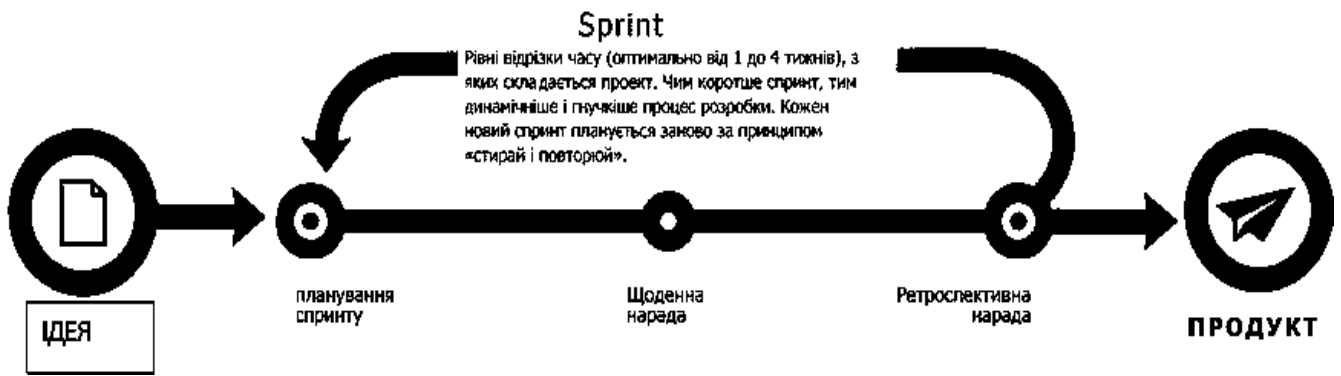 Sprint
Рівні відрізки часу (оптимально від 1 до 4 тижнів), з
яких складається проект. Чим коротше спринт, тим
динамічніше і гнучкіше процес розробки. Кожен
новий спринт планується заново за принципом
«стирай і повторюй».
планування
спринту
Щоденна
нарада
Ретроспективна
нарада
ІДЕЯ
ПРОДУКТ